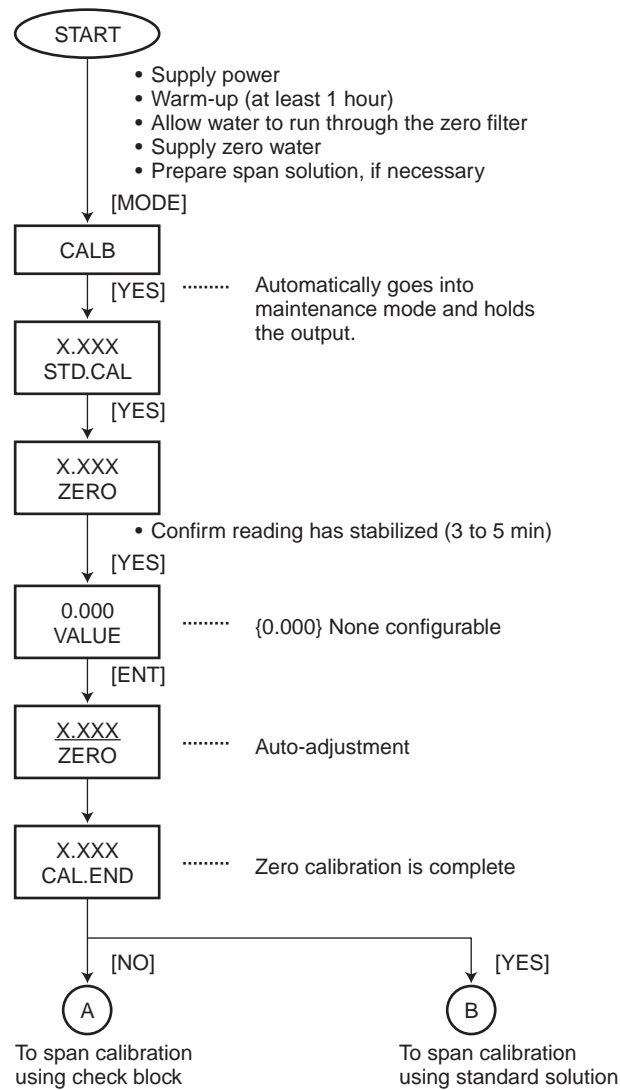 START
• Supply power
• Warm-up (at least 1 hour)
• Allow water to run through the zero filter
• Supply zero water
• Prepare span solution, if necessary
[MODE]
CALB
[YES] ......... Automatically goes into
maintenance mode and holds
the output.
X.XXX
STD.CAL
[YES]
X.XXX
ZERO
• Confirm reading has stabilized (3 to 5 min)
[YES]
0.000
VALUE ......... {0.000} None configurable
[ENT]
X.XXX
ZERO ......... Auto-adjustment
X.XXX
CAL.END ......... Zero calibration is complete
[NO] [YES]
A B
To span calibration To span calibration
using check block using standard solution